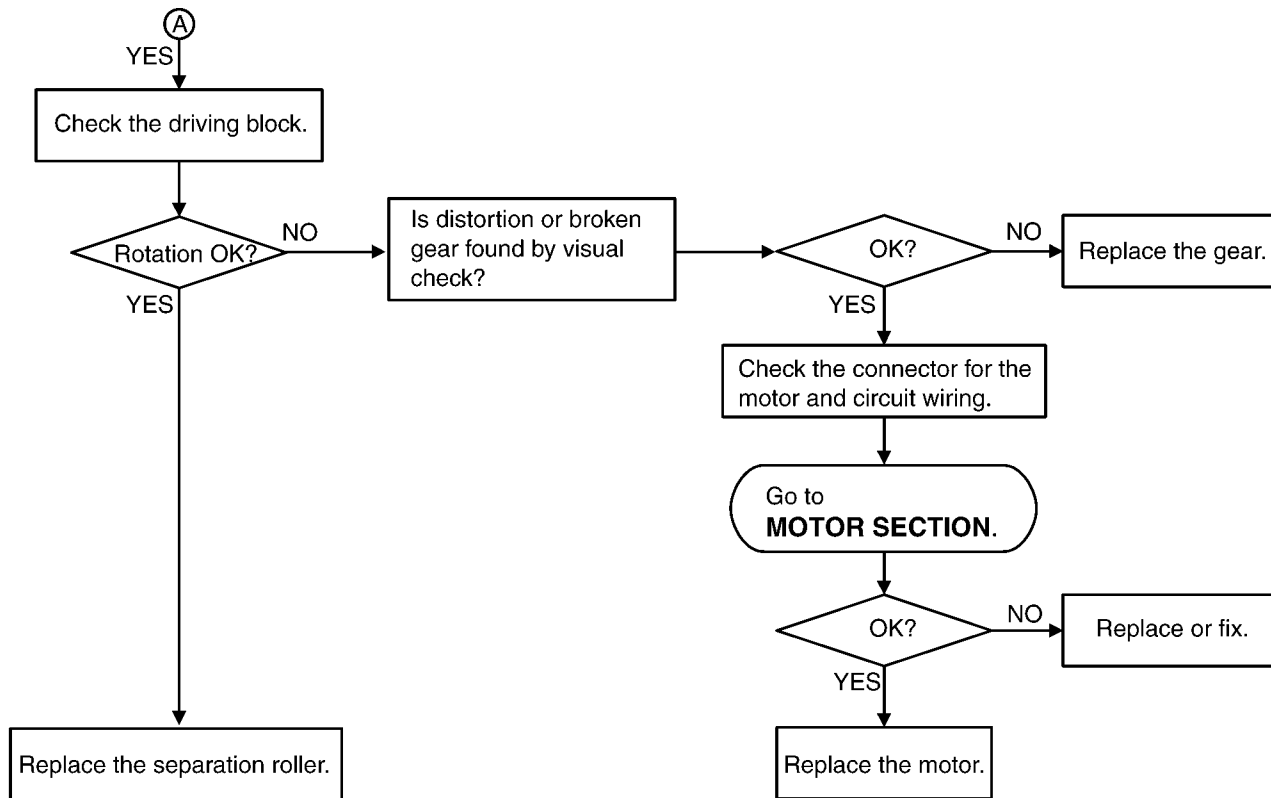 A
YES
Check the driving block.
Rotation OK?
NO
YES
Is distortion or broken
gear found by visual
check?
OK?
NO
Replace the gear.
YES
Check the connector for the
motor and circuit wiring.
Go to
MOTOR SECTION.
OK?
NO
Replace or fix.
YES
Replace the separation roller.
Replace the motor.